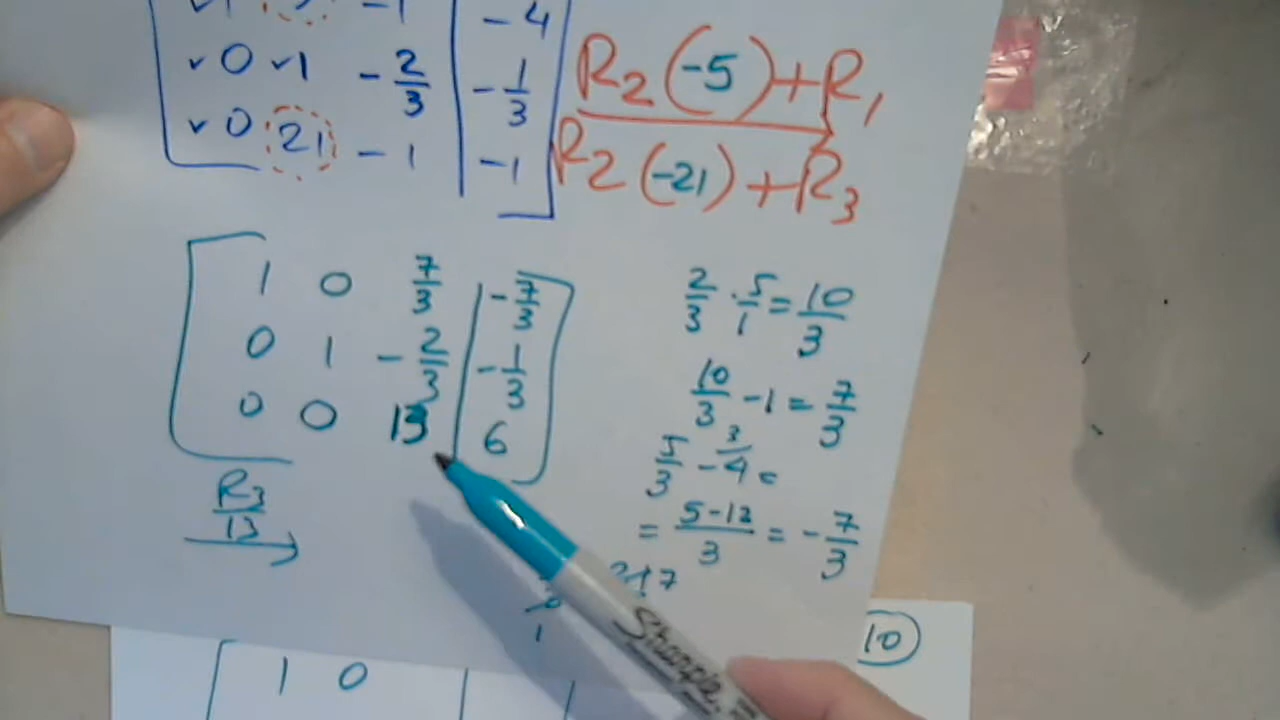 -1 -4
✓ 0 ✓ 1 - 2/3 - 1/3
✓ 0 21 - 1 - 1
R2 (-5) + R1
R2 (-21) + R3
1 0 7/3 - 7/3
0 1 - 2/3 - 1/3
0 0 13 6
R3/13
2/3 · 5/1 = 10/3
10/3 - 1 = 7/3
5/3 - 4 =
= 5-12/3 = - 7/3
Sharpie
10
1 0